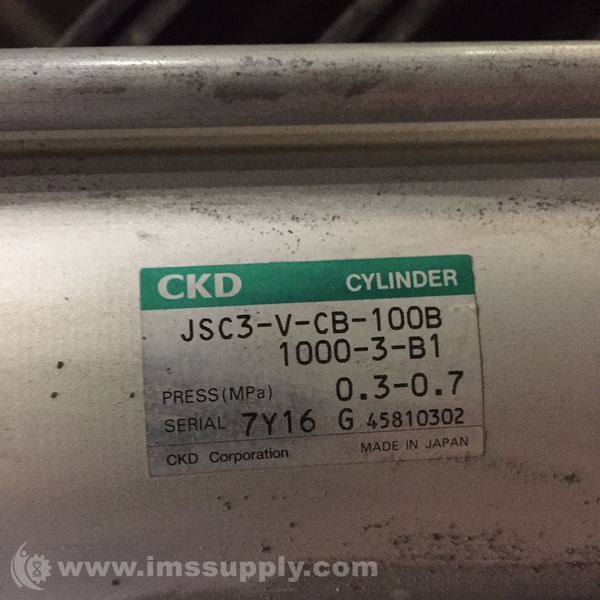 CKD CYLINDER
JSC3-V-CB-100B
1000-3-B1
PRESS(MPa) 0.3-0.7
SERIAL 7Y16 G 45810302
CKD Corporation MADE IN JAPAN
www.imssupply.com